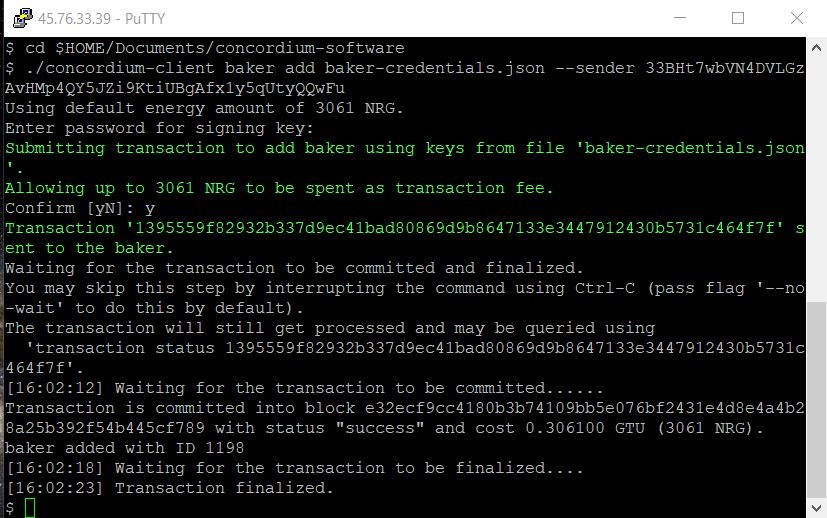 45.76.33.39 - PuTTY
$ cd $HOME/Documents/concordium-software
$ ./concordium-client baker add baker-credentials.json --sender 33BHt7wbVN4DVLGz
AvHMp4QY5JZi9KtiUBgAfx1y5qUtyQQwFu
Using default energy amount of 3061 NRG.
Enter password for signing key:
Submitting transaction to add baker using keys from file 'baker-credentials.json
'.
Allowing up to 3061 NRG to be spent as transaction fee.
Confirm [yN]: y
Transaction '1395559f82932b337d9ec41bad80869d9b8647133e3447912430b5731c464f7f' s
ent to the baker.
Waiting for the transaction to be committed and finalized.
You may skip this step by interrupting the command using Ctrl-C (pass flag '--no
-wait' to do this by default).
The transaction will still get processed and may be queried using
'transaction status 1395559f82932b337d9ec41bad80869d9b8647133e3447912430b5731c
464f7f'.
[16:02:12] Waiting for the transaction to be committed......
Transaction is committed into block e32ecf9cc4180b3b74109bb5e076bf2431e4d8e4a4b2
8a25b392f54b445cf789 with status "success" and cost 0.306100 GTU (3061 NRG).
baker added with ID 1198
[16:02:18] Waiting for the transaction to be finalized....
[16:02:23] Transaction finalized.
$